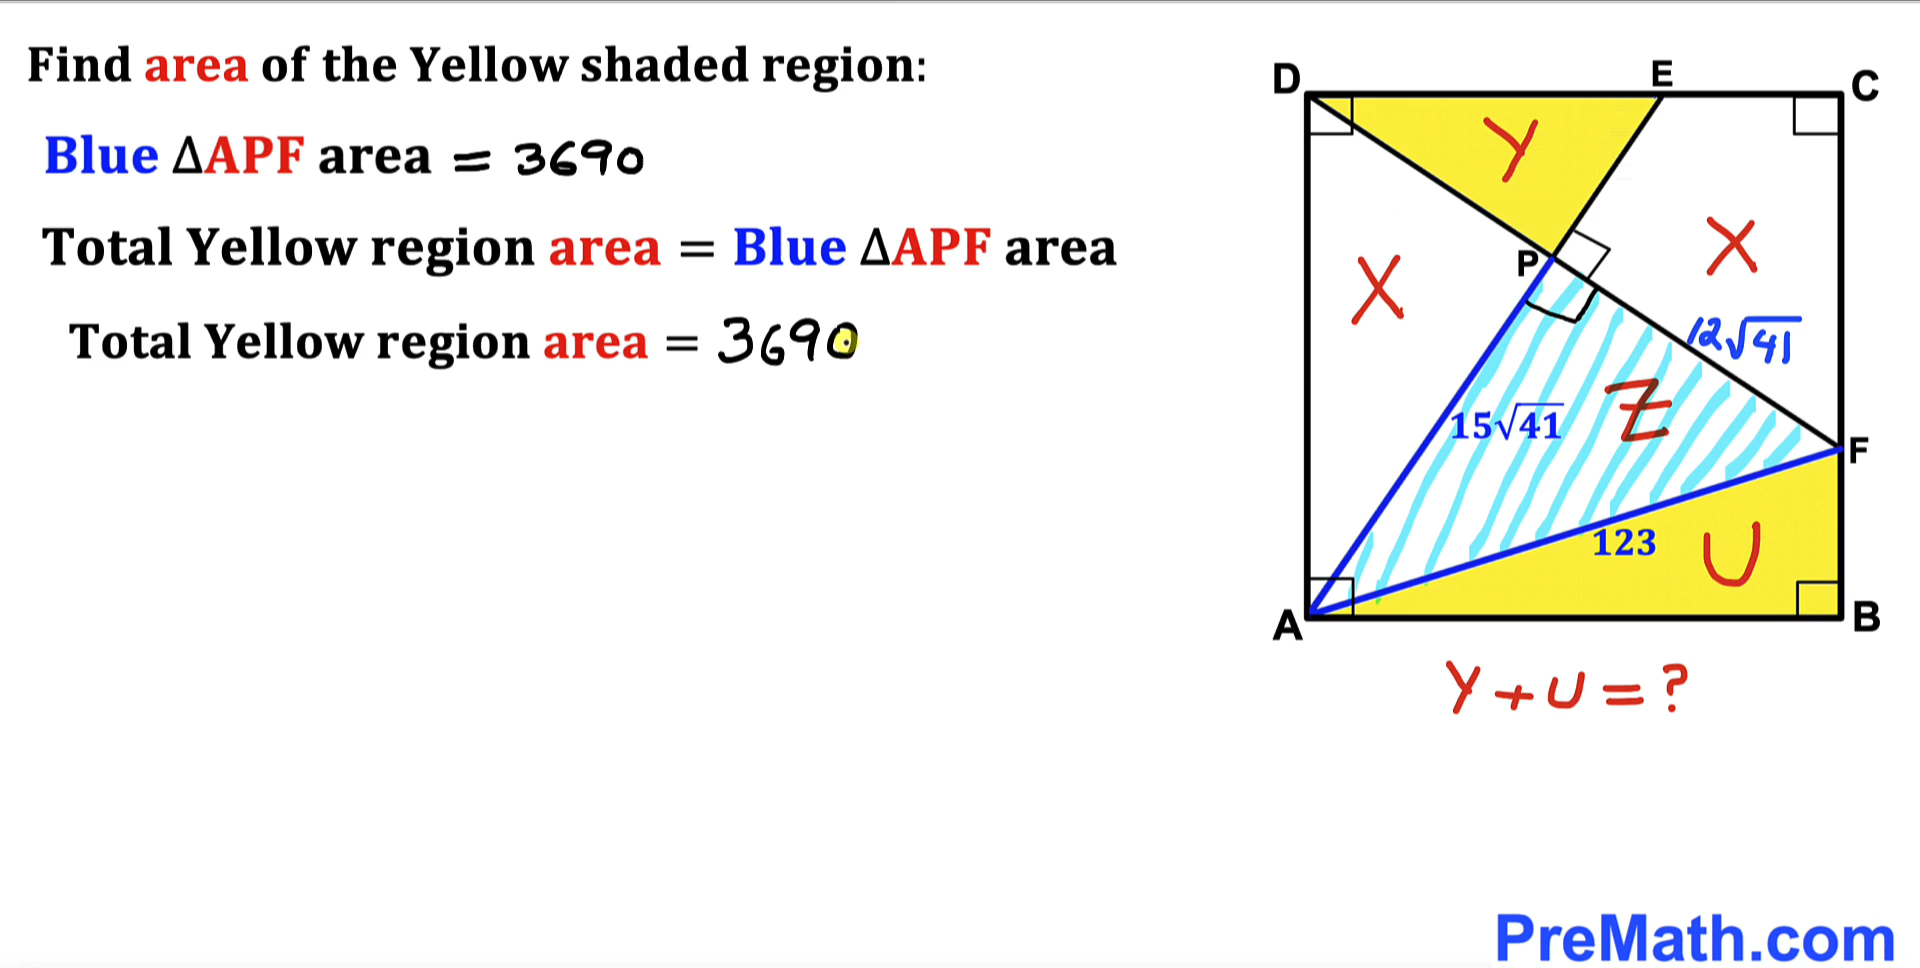 Find area of the Yellow shaded region:
Blue ΔAPF area = 3690
Total Yellow region area = Blue ΔAPF area
Total Yellow region area = 3690
D
E
C
Y
X
X
P
12√41
15√41
Z
F
123
U
A
B
Y + U = ?
PreMath.com